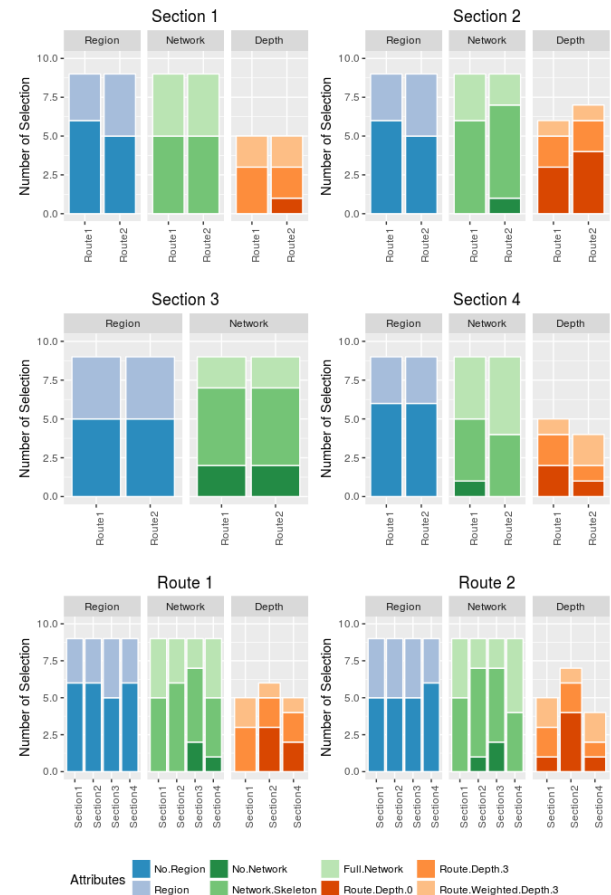 Section 1
Section 2
Region Network Depth
Region Network Depth
Number of Selection
10.0
7.5
5.0
2.5
0.0
Route1 Route2 Route1 Route2 Route1 Route2
Number of Selection
10.0
7.5
5.0
2.5
0.0
Route1 Route2 Route1 Route2 Route1 Route2
Section 3
Section 4
Region Network
Region Network Depth
Number of Selection
10.0
7.5
5.0
2.5
0.0
Route1 Route2 Route1 Route2
Number of Selection
10.0
7.5
5.0
2.5
0.0
Route1 Route2 Route1 Route2 Route1 Route2
Route 1
Route 2
Region Network Depth
Region Network Depth
Number of Selection
10.0
7.5
5.0
2.5
0.0
Section1 Section2 Section3 Section4 Section1 Section2 Section3 Section4 Section1 Section2 Section4
Number of Selection
10.0
7.5
5.0
2.5
0.0
Section1 Section2 Section3 Section4 Section1 Section2 Section3 Section4 Section1 Section2 Section4
Attributes
No.Region No.Network Full.Network Route.Depth.3
Region Network.Skeleton Route.Depth.0 Route.Weighted.Depth.3